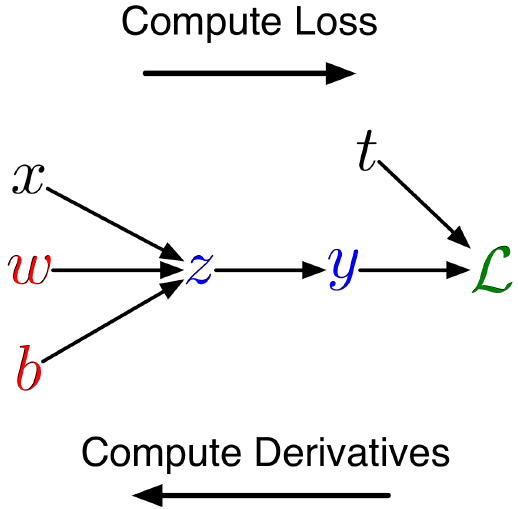 Compute Loss
t
x
w z y ℒ
b
Compute Derivatives